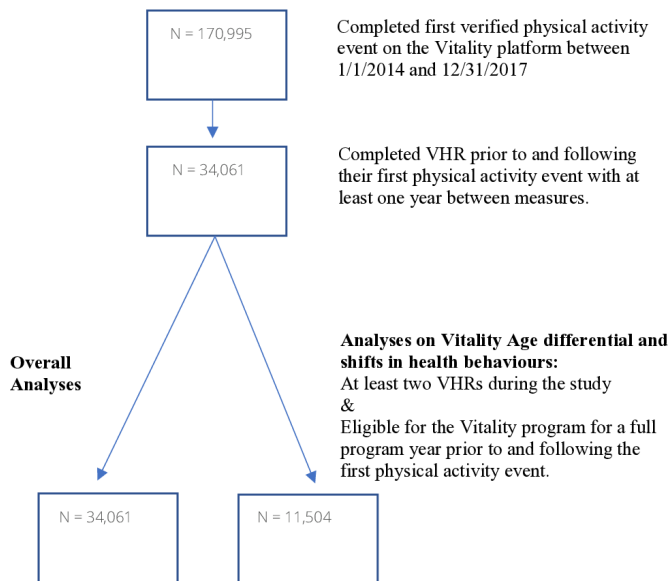 N = 170,995
Completed first verified physical activity
event on the Vitality platform between
1/1/2014 and 12/31/2017
N = 34,061
Completed VHR prior to and following
their first physical activity event with at
least one year between measures.
Overall
Analyses
Analyses on Vitality Age differential and
shifts in health behaviours:
At least two VHRs during the study
&
Eligible for the Vitality program for a full
program year prior to and following the
first physical activity event.
N = 34,061
N = 11,504